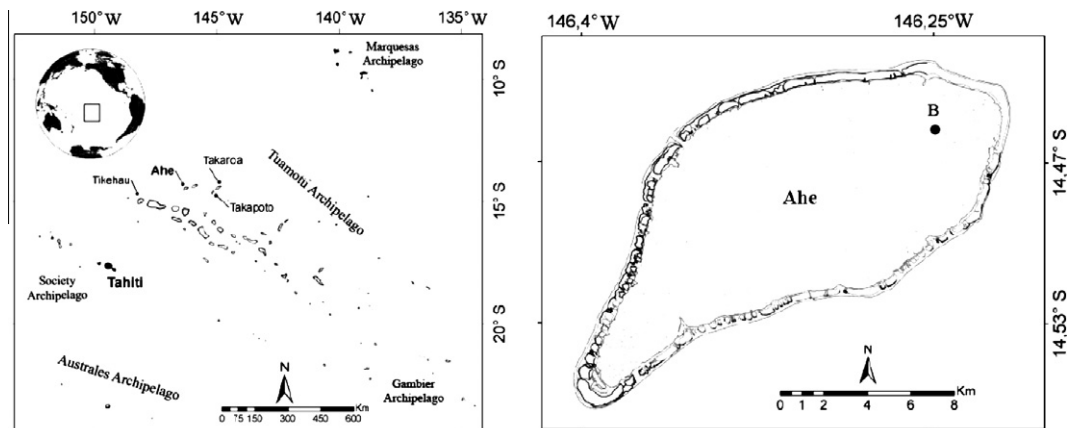 150°W
145°W
140°W
135°W
Marquesas
Archipelago
10° S
Takaroa
Ahe
Tikehau
Takapoto
Tuamotu Archipelago
15° S
Society
Archipelago
Tahiti
20° S
Australes Archipelago
N
Gambier
Archipelago
Km
0 75 150 300 450 600
146,4°
146,25°W
B
14,47° S
Ahe
14,53° S
N
Km
0 1 2 4 6 8